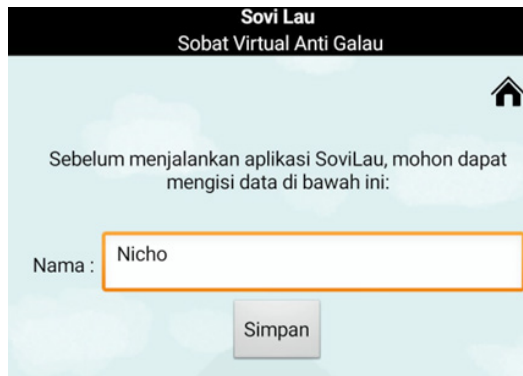 Sovi Lau
Sobat Virtual Anti Galau
Sebelum menjalankan aplikasi SoviLau, mohon dapat
mengisi data di bawah ini:
Nama : Nicho
Simpan